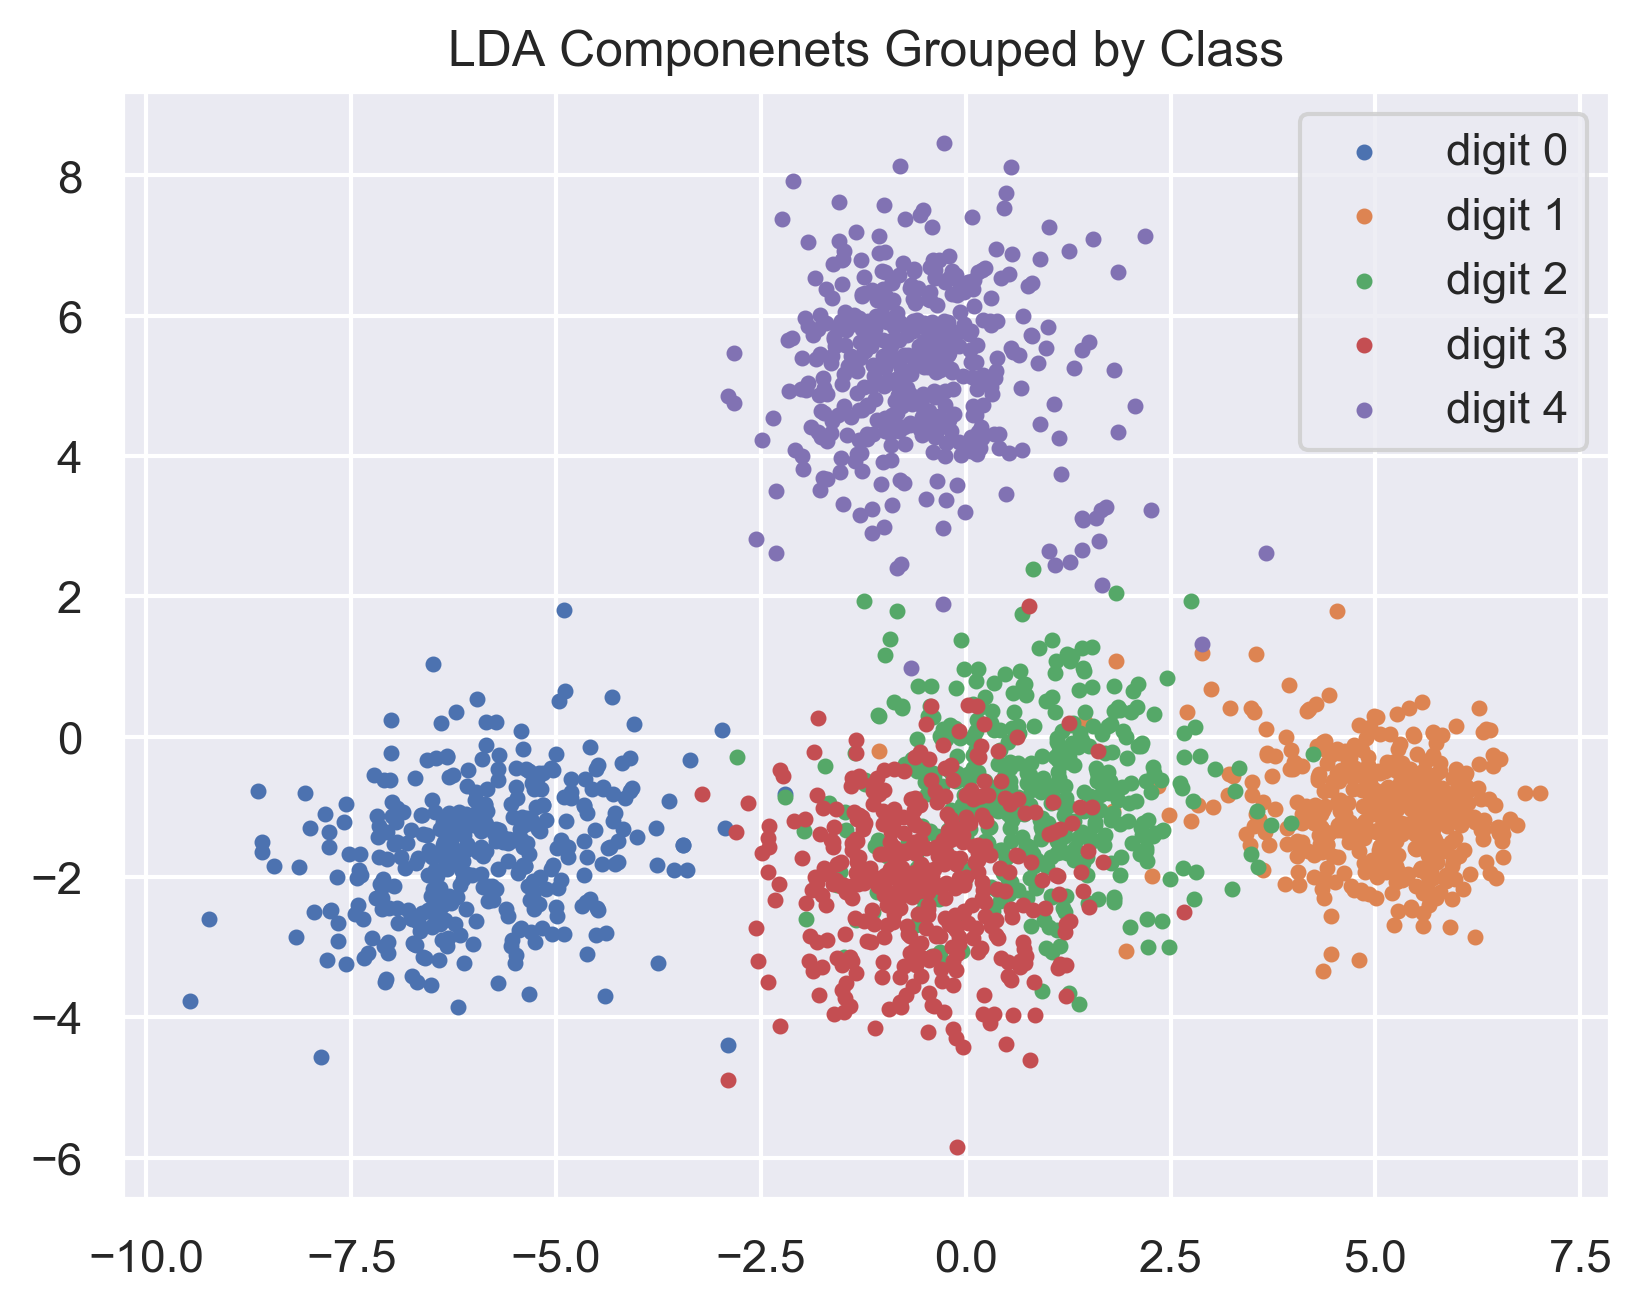 LDA Componenets Grouped by Class
digit 0
digit 1
digit 2
digit 3
digit 4
8
6
4
2
0
−2
−4
−6
−10.0 −7.5 −5.0 −2.5 0.0 2.5 5.0 7.5